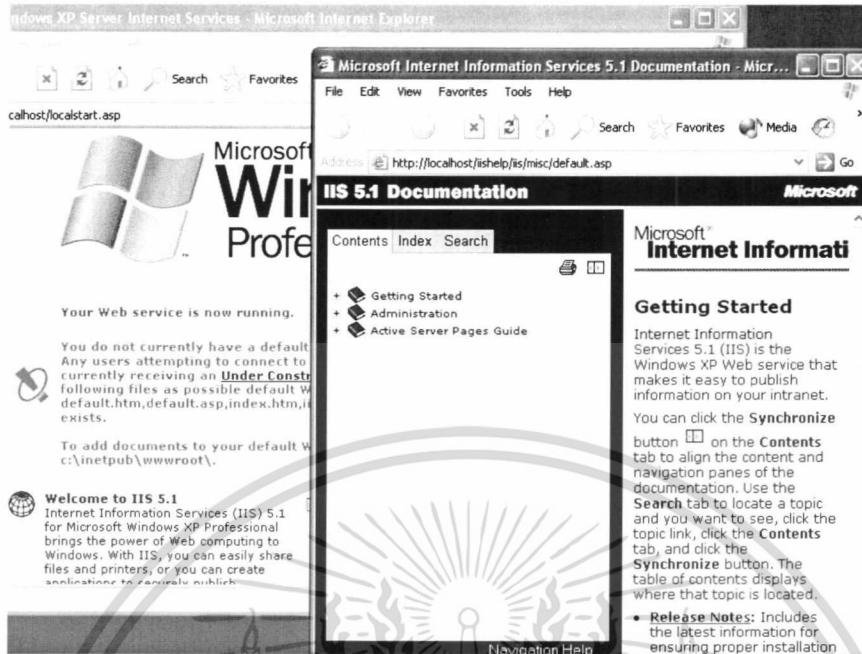 ndows XP Server Internet Services - Microsoft Internet Explorer
Search Favorites
calhost/localstart.asp
Microsoft
Wi
Profe
Your Web service is now running.
You do not currently have a default
Any users attempting to connect to
currently receiving an Under Constr
following files as possible default W
default.htm,default.asp,index.htm,ii
exists.
To add documents to your default W
c:\inetpub\wwwroot\.
Welcome to IIS 5.1
Internet Information Services (IIS) 5.1
for Microsoft Windows XP Professional
brings the power of Web computing to
Windows. With IIS, you can easily share
files and printers, or you can create
applications to securely publish
Microsoft Internet Information Services 5.1 Documentation - Micr...
File Edit View Favorites Tools Help
Search Favorites Media
Address http://localhost/iishelp/iis/misc/default.asp Go
IIS 5.1 Documentation Microsoft
Contents Index Search
+ Getting Started
+ Administration
+ Active Server Pages Guide
Navigation Help
Microsoft
Internet Informati
Getting Started
Internet Information
Services 5.1 (IIS) is the
Windows XP Web service that
makes it easy to publish
information on your intranet.
You can click the Synchronize
button on the Contents
tab to align the content and
navigation panes of the
documentation. Use the
Search tab to locate a topic
and you want to see, click the
topic link, click the Contents
tab, and click the
Synchronize button. The
table of contents displays
where that topic is located.
• Release Notes: Includes
the latest information for
ensuring proper installation